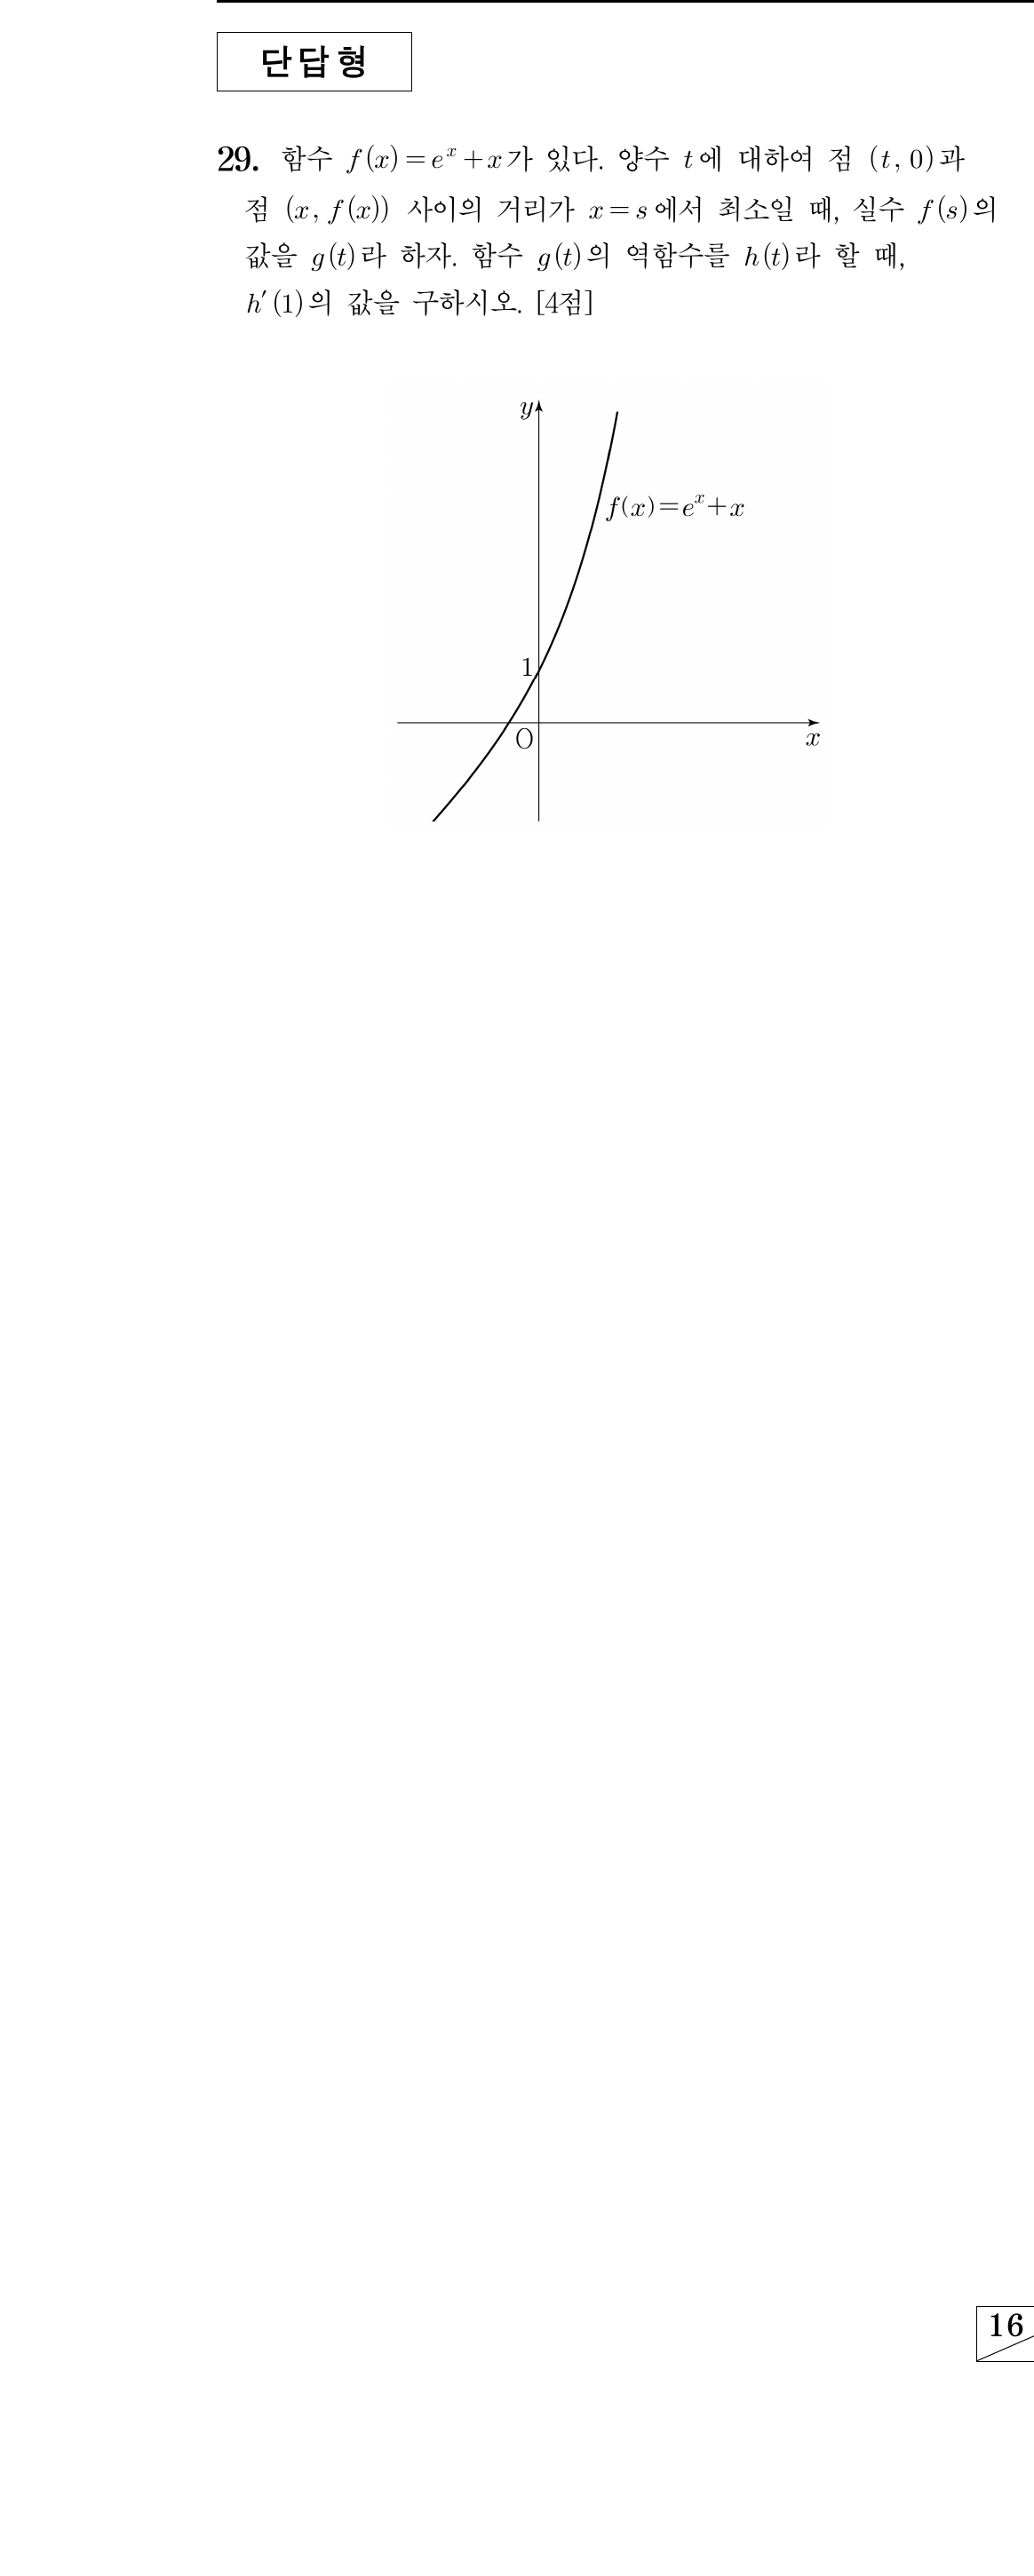 단답형
29. 함수 f(x)=e^x+x가 있다. 양수 t에 대하여 점 (t, 0)과
점 (x, f(x)) 사이의 거리가 x=s에서 최소일 때, 실수 f(s)의
값을 g(t)라 하자. 함수 g(t)의 역함수를 h(t)라 할 때,
h′(1)의 값을 구하시오. [4점]
y
f(x)=e^x+x
1
O
x
16